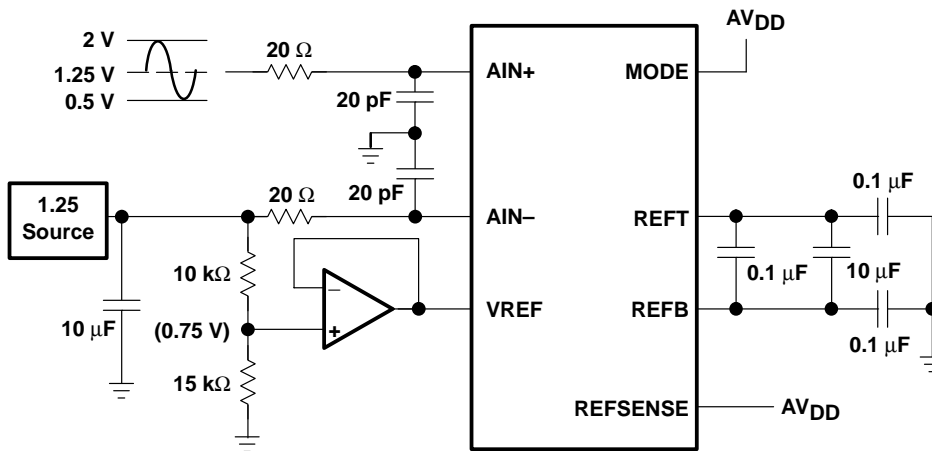 2 V
1.25 V
0.5 V
20 Ω
20 pF
20 pF
20 Ω
1.25
Source
10 μF
10 kΩ
(0.75 V)
15 kΩ
−
+
AIN+
AIN–
VREF
MODE
REFT
REFB
REFSENSE
AVDD
0.1 μF
0.1 μF
10 μF
0.1 μF
AVDD